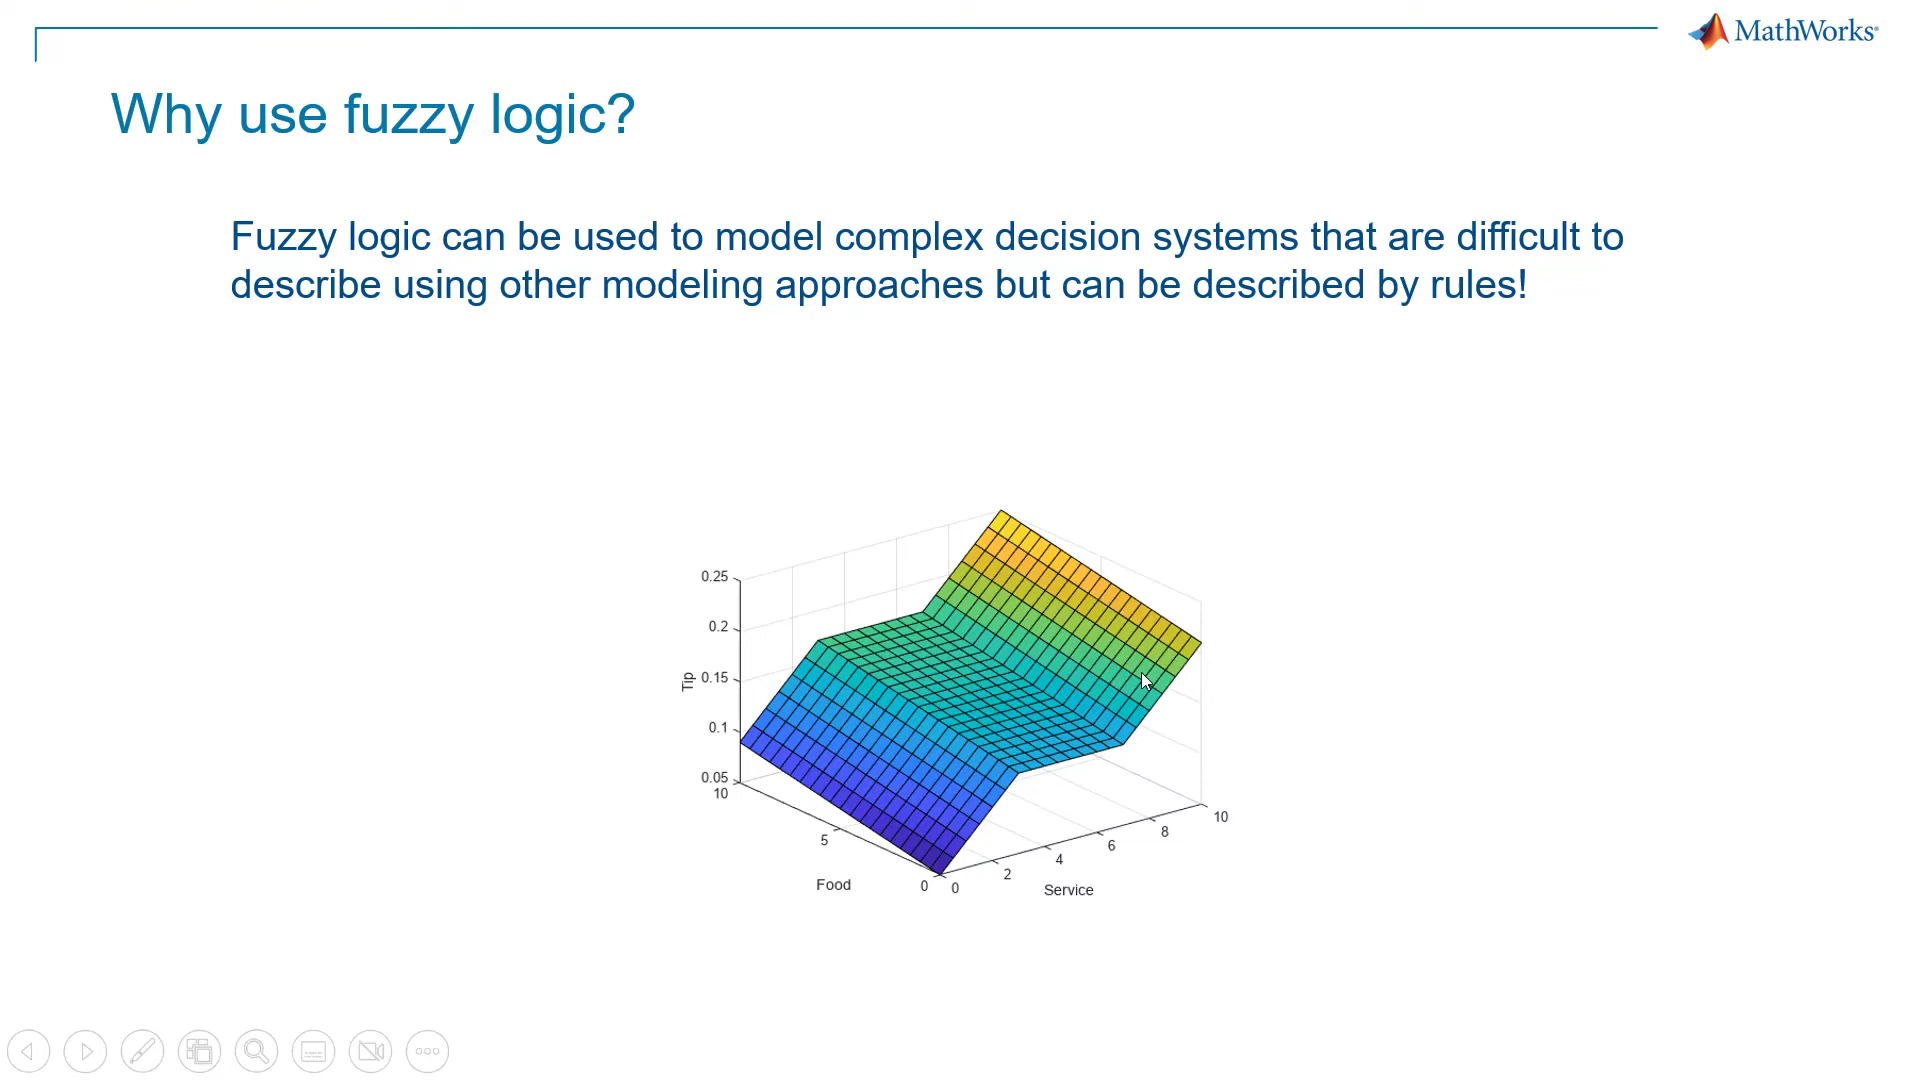 MathWorks®
Why use fuzzy logic?
Fuzzy logic can be used to model complex decision systems that are difficult to
describe using other modeling approaches but can be described by rules!
0.25
0.2
0.15
0.1
0.05
Tip
10
5
0
Food
0
2
4
6
8
10
Service